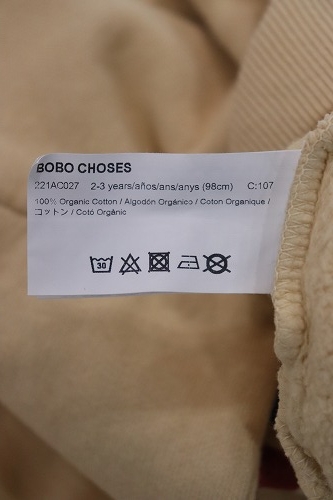 BOBO CHOSES
221AC027 2-3 years/años/ans/anys (98cm) C:107
100% Organic Cotton / Algodón Orgánico / Coton Organique /
コットン / Cotó Orgànic
30